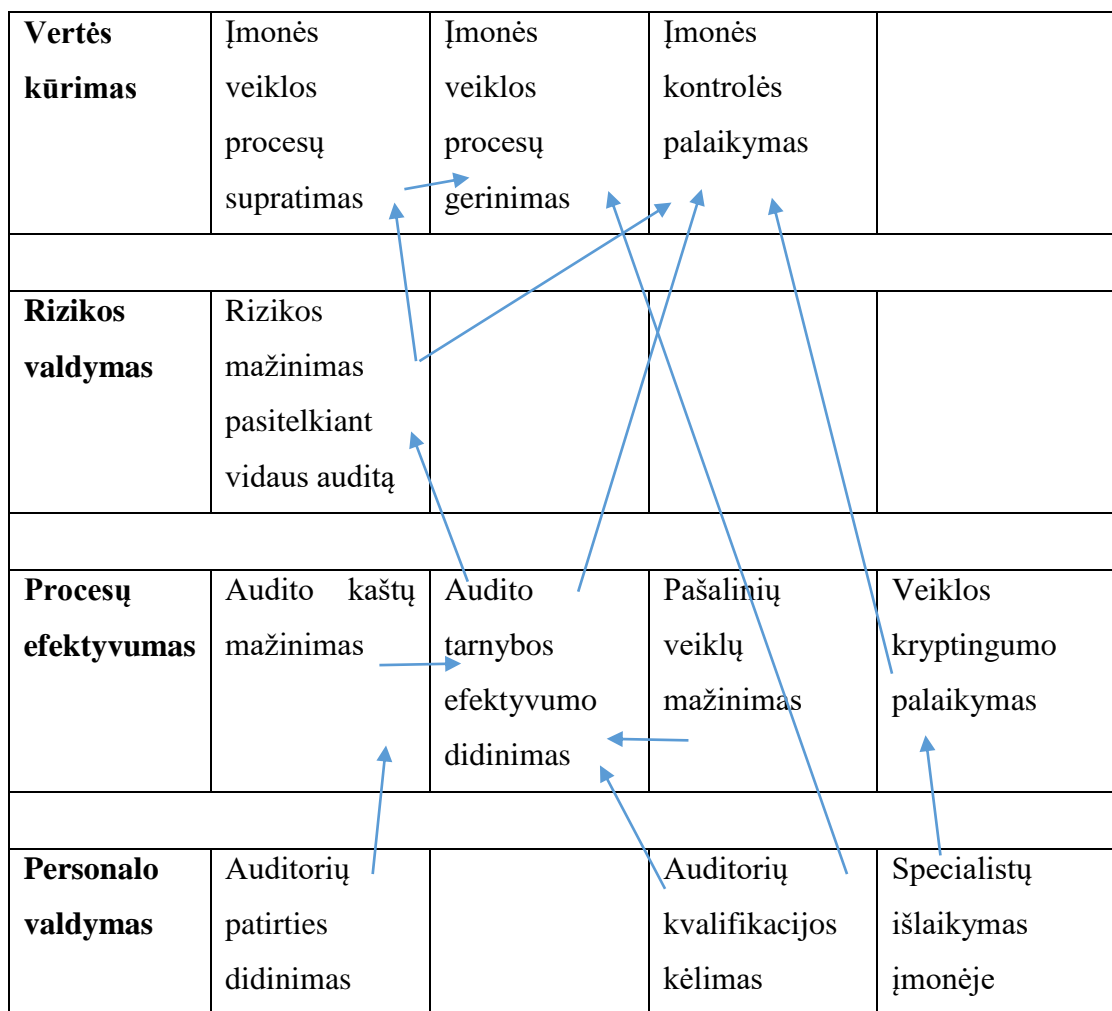 Vertės
kūrimas
Įmonės
veiklos
procesų
supratimas
Įmonės
veiklos
procesų
gerinimas
Įmonės
kontrolės
palaikymas
Rizikos
valdymas
Rizikos
mažinimas
pasitelkiant
vidaus auditą
Procesų
efektyvumas
Audito kaštų
mažinimas
Audito
tarnybos
efektyvumo
didinimas
Pašalinių
veiklų
mažinimas
Veiklos
kryptingumo
palaikymas
Personalo
valdymas
Auditorių
patirties
didinimas
Auditorių
kvalifikacijos
kėlimas
Specialistų
išlaikymas
įmonėje